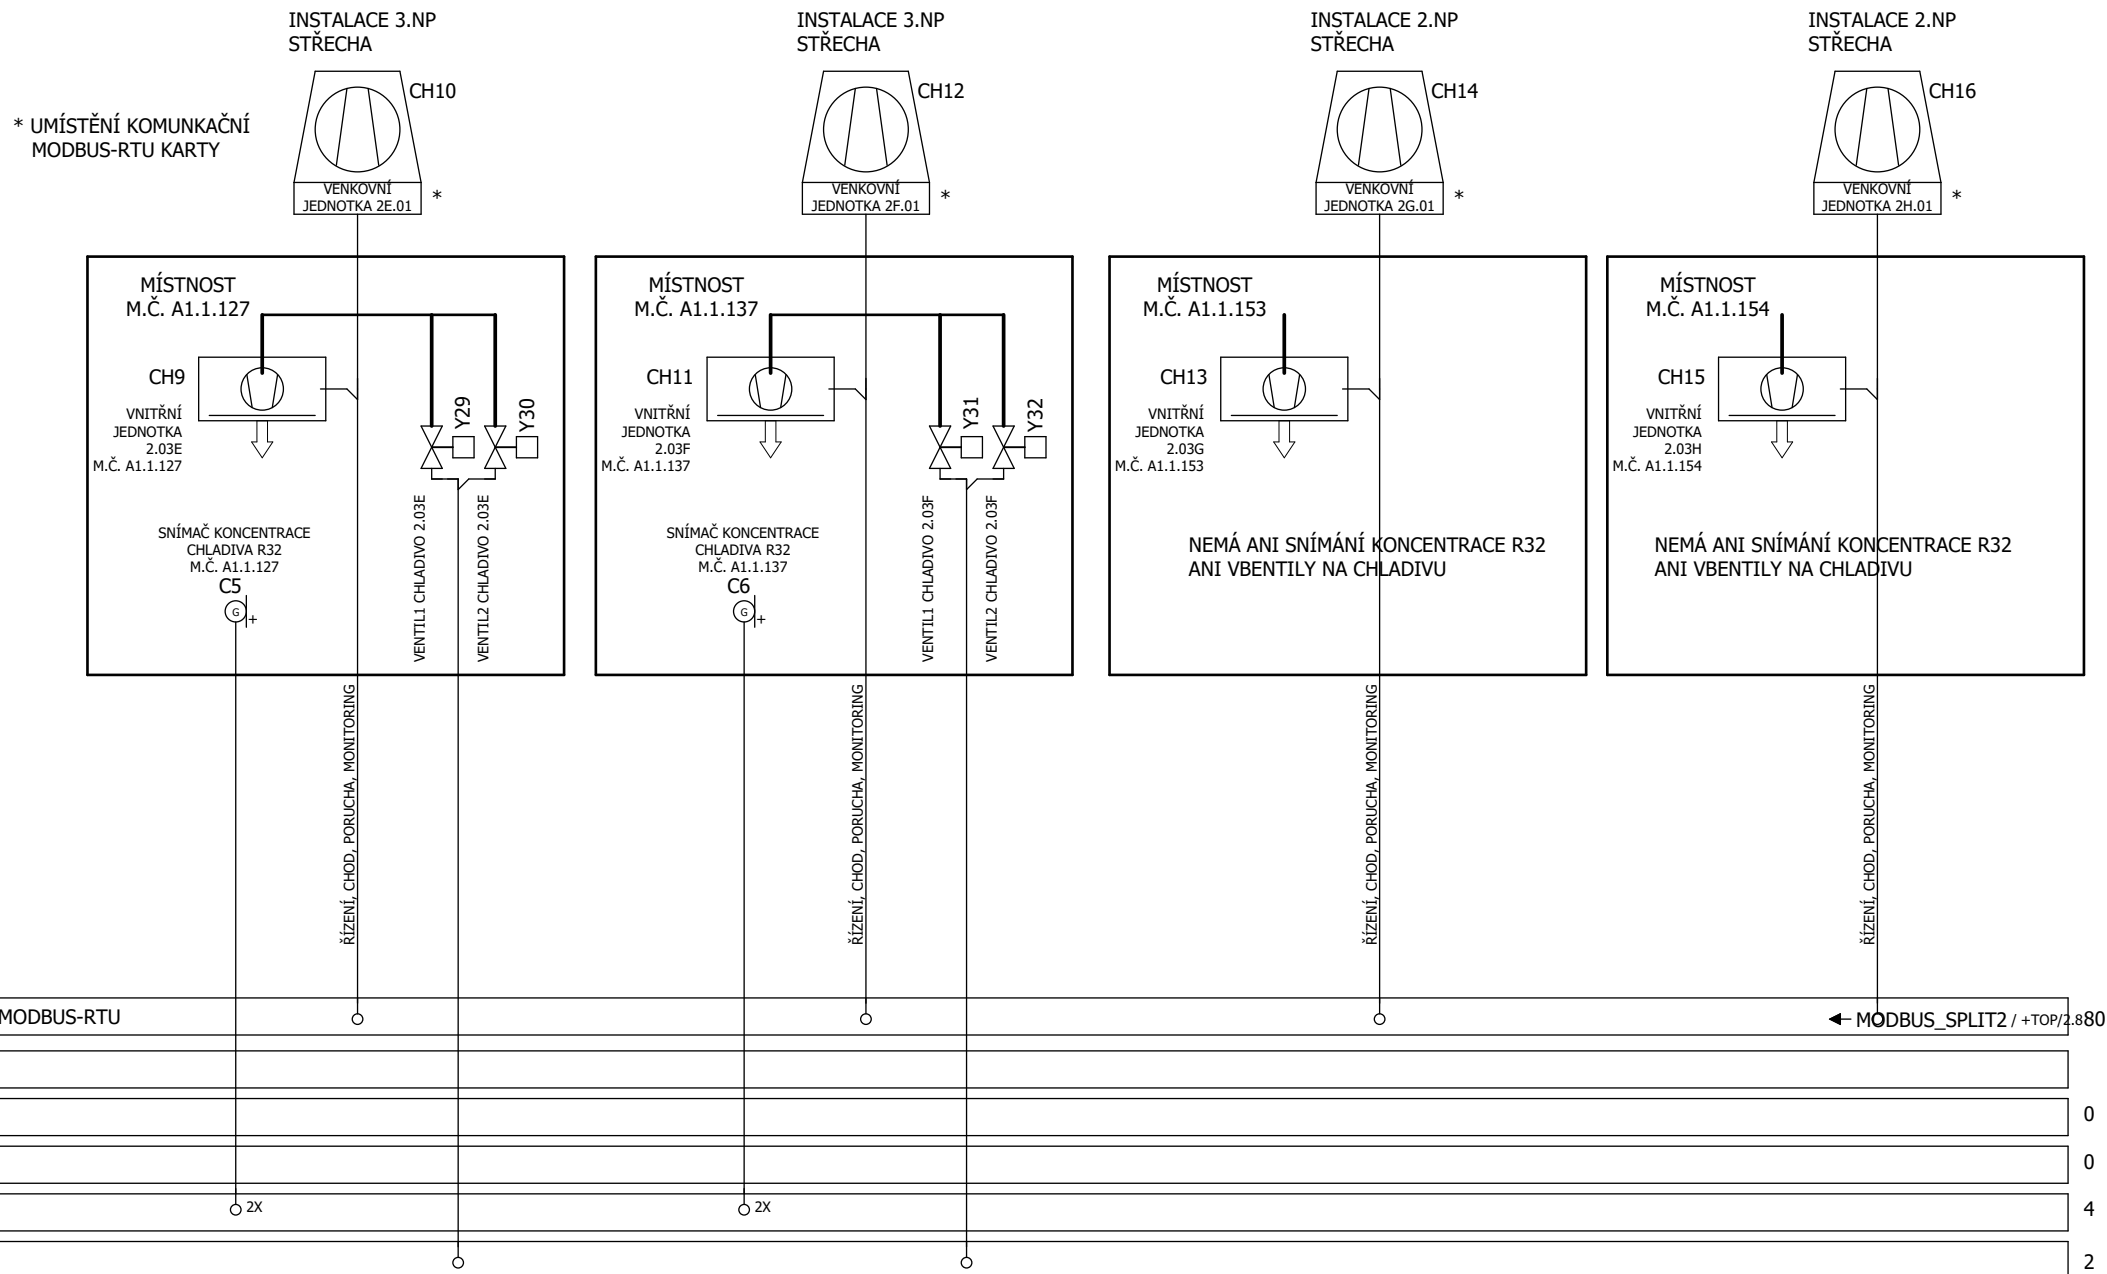 INSTALACE 3.NP
STŘECHA
INSTALACE 3.NP
STŘECHA
INSTALACE 2.NP
STŘECHA
INSTALACE 2.NP
STŘECHA
* UMÍSTĚNÍ KOMUNKAČNÍ
MODBUS-RTU KARTY
CH10
VENKOVNÍ
JEDNOTKA 2E.01
*
CH12
VENKOVNÍ
JEDNOTKA 2F.01
*
CH14
VENKOVNÍ
JEDNOTKA 2G.01
*
CH16
VENKOVNÍ
JEDNOTKA 2H.01
*
MÍSTNOST
M.Č. A1.1.127
CH9
VNITŘNÍ
JEDNOTKA
2.03E
M.Č. A1.1.127
Y29
Y30
VENTIL1 CHLADIVO 2.03E
VENTIL2 CHLADIVO 2.03E
SNÍMAČ KONCENTRACE
CHLADIVA R32
M.Č. A1.1.127
C5
G
+
ŘÍZENÍ, CHOD, PORUCHA, MONITORING
MÍSTNOST
M.Č. A1.1.137
CH11
VNITŘNÍ
JEDNOTKA
2.03F
M.Č. A1.1.137
Y31
Y32
VENTIL1 CHLADIVO 2.03F
VENTIL2 CHLADIVO 2.03F
SNÍMAČ KONCENTRACE
CHLADIVA R32
M.Č. A1.1.137
C6
G
+
ŘÍZENÍ, CHOD, PORUCHA, MONITORING
MÍSTNOST
M.Č. A1.1.153
CH13
VNITŘNÍ
JEDNOTKA
2.03G
M.Č. A1.1.153
NEMÁ ANI SNÍMÁNÍ KONCENTRACE R32
ANI VBENTILY NA CHLADIVU
ŘÍZENÍ, CHOD, PORUCHA, MONITORING
MÍSTNOST
M.Č. A1.1.154
CH15
VNITŘNÍ
JEDNOTKA
2.03H
M.Č. A1.1.154
NEMÁ ANI SNÍMÁNÍ KONCENTRACE R32
ANI VBENTILY NA CHLADIVU
ŘÍZENÍ, CHOD, PORUCHA, MONITORING
MODBUS-RTU
MODBUS_SPLIT2 / +TOP/2.8
80
0
0
2X
2X
4
2